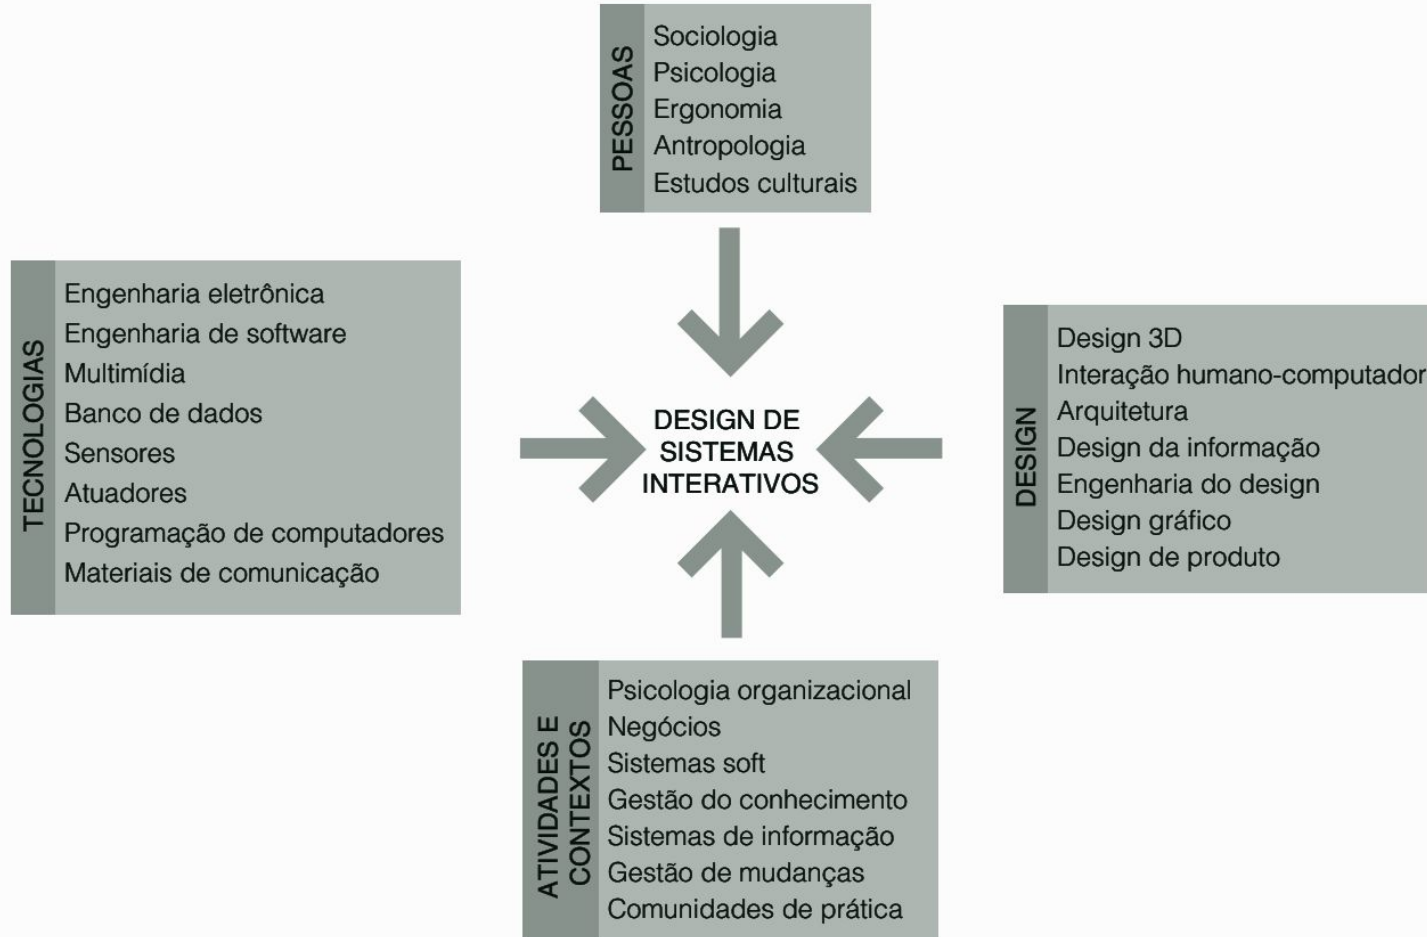 PESSOAS
Sociologia
Psicologia
Ergonomia
Antropologia
Estudos culturais
TECNOLOGIAS
Engenharia eletrônica
Engenharia de software
Multimídia
Banco de dados
Sensores
Atuadores
Programação de computadores
Materiais de comunicação
DESIGN DE
SISTEMAS
INTERATIVOS
DESIGN
Design 3D
Interação humano-computador
Arquitetura
Design da informação
Engenharia do design
Design gráfico
Design de produto
ATIVIDADES E
CONTEXTOS
Psicologia organizacional
Negócios
Sistemas soft
Gestão do conhecimento
Sistemas de informação
Gestão de mudanças
Comunidades de prática